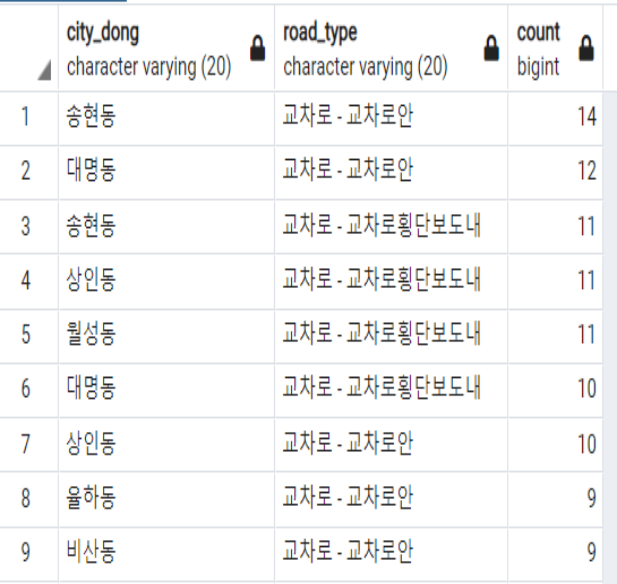 city_dong road_type count
character varying (20) character varying (20) bigint
1 송현동 교차로 - 교차로안 14
2 대명동 교차로 - 교차로안 12
3 송현동 교차로 - 교차로횡단보도내 11
4 상인동 교차로 - 교차로횡단보도내 11
5 월성동 교차로 - 교차로횡단보도내 11
6 대명동 교차로 - 교차로횡단보도내 10
7 상인동 교차로 - 교차로안 10
8 율하동 교차로 - 교차로안 9
9 비산동 교차로 - 교차로안 9